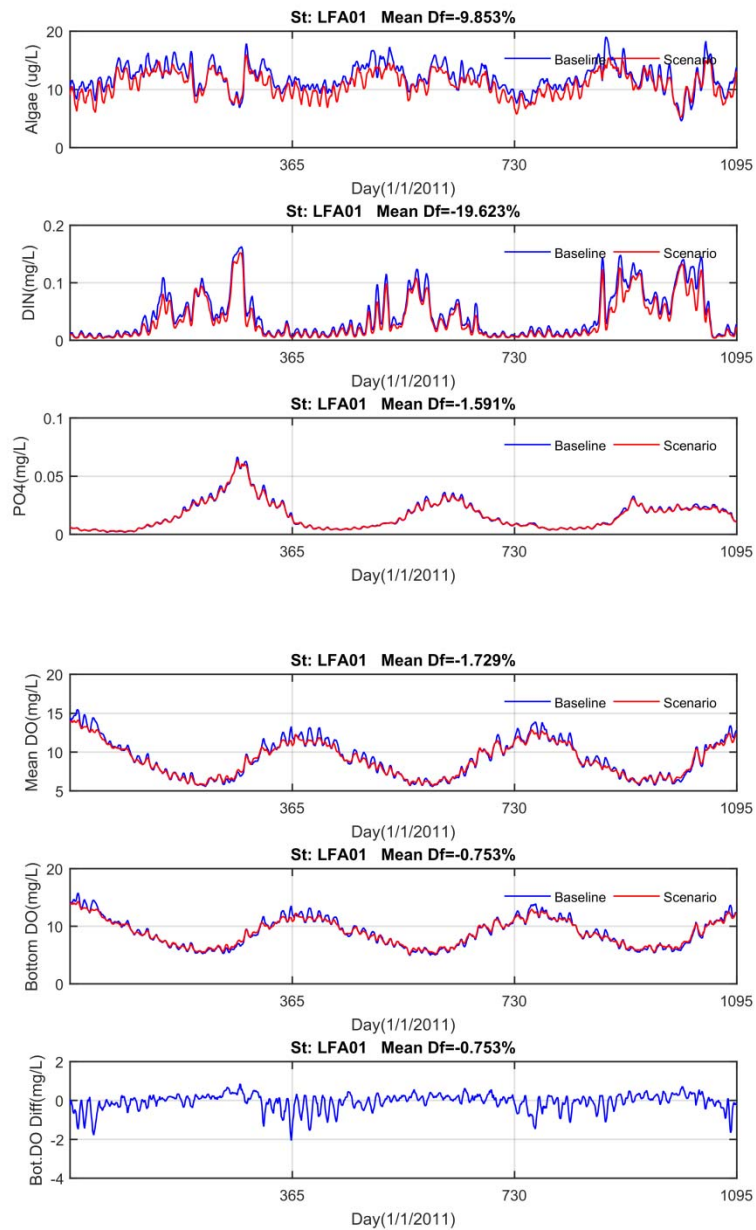 St: LFA01 Mean Df=-9.853%
20
10
0
Algae (ug/L)
Baseline Scenario
365 730 1095
Day(1/1/2011)
St: LFA01 Mean Df=-19.623%
0.2
0.1
0
DIN(mg/L)
Baseline Scenario
365 730 1095
Day(1/1/2011)
St: LFA01 Mean Df=-1.591%
0.1
0.05
0
PO4(mg/L)
Baseline Scenario
365 730 1095
Day(1/1/2011)
St: LFA01 Mean Df=-1.729%
20
15
10
5
Mean DO(mg/L)
Baseline Scenario
365 730 1095
Day(1/1/2011)
St: LFA01 Mean Df=-0.753%
20
10
0
Bottom DO(mg/L)
Baseline Scenario
365 730 1095
Day(1/1/2011)
St: LFA01 Mean Df=-0.753%
2
0
-2
-4
Bot.DO Diff(mg/L)
365 730 1095
Day(1/1/2011)